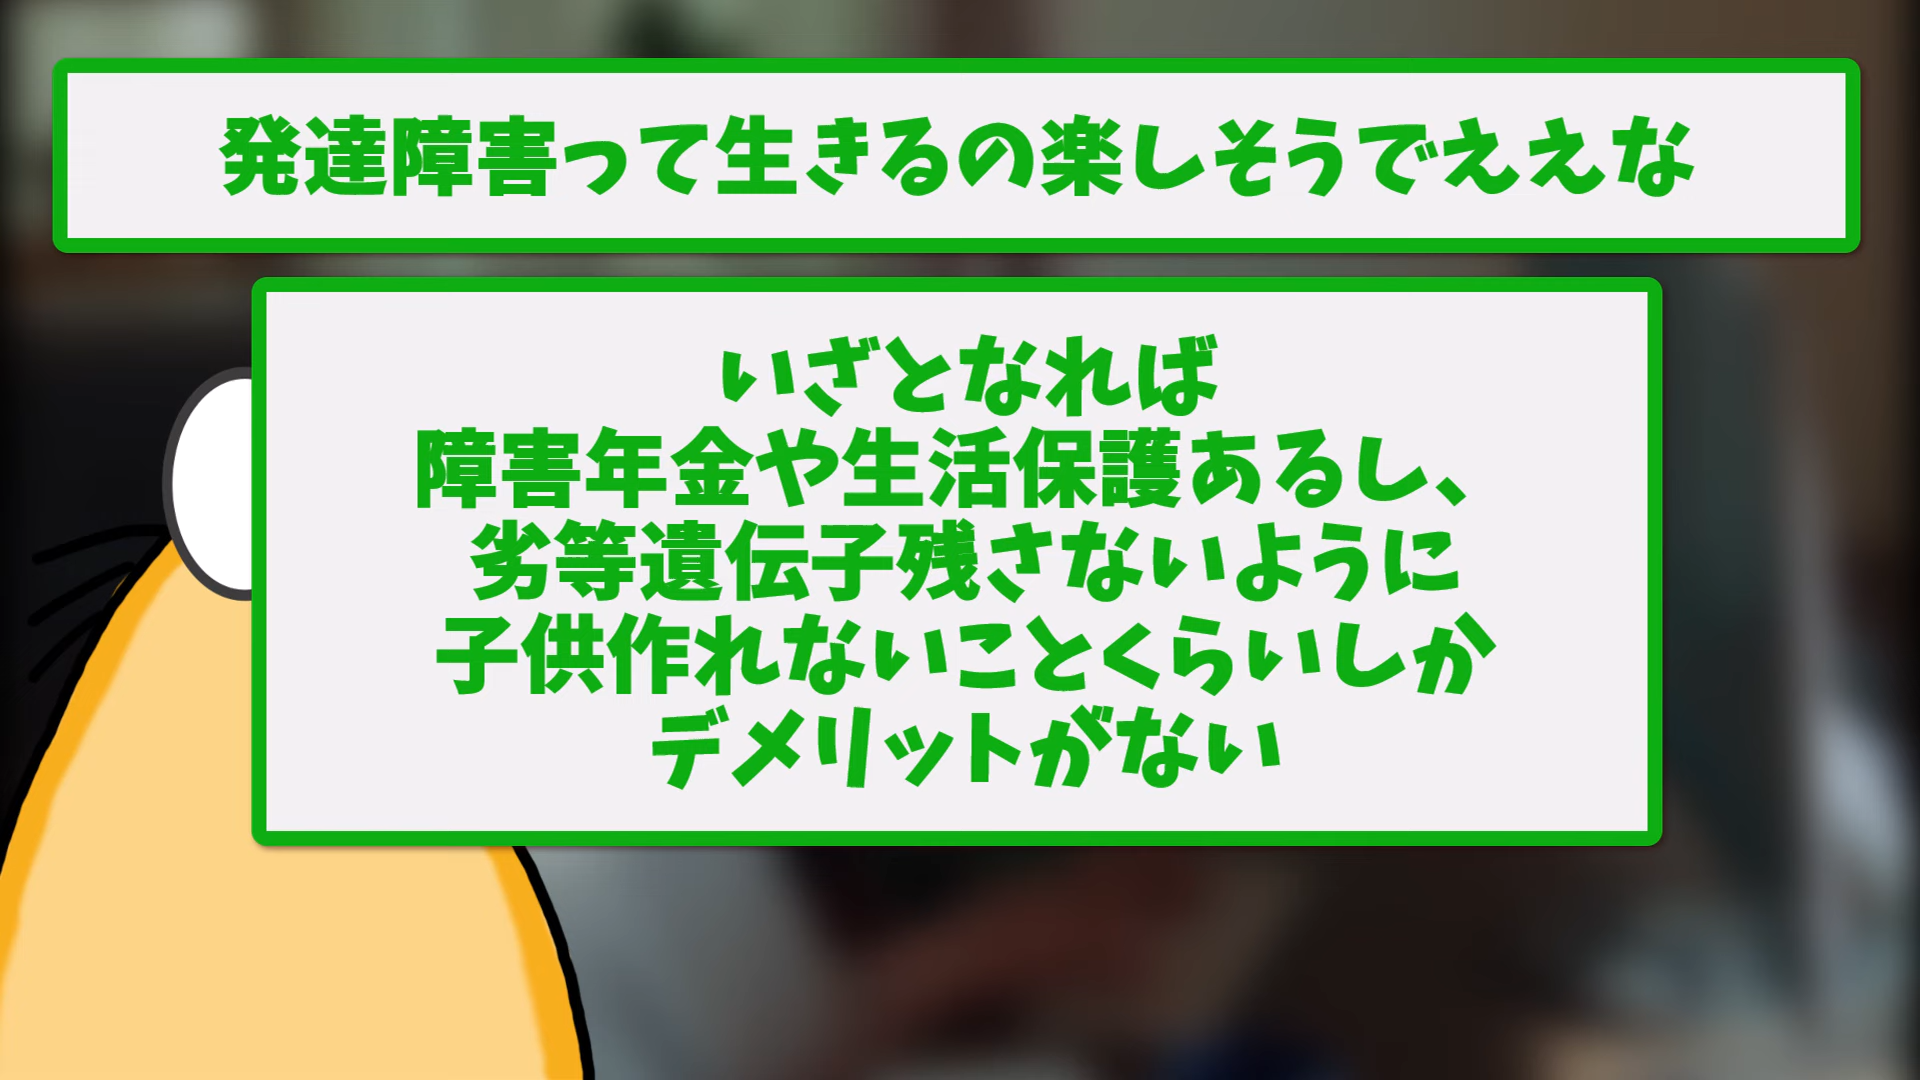 発達障害って生きるの楽しそうでええな
いざとなれば
障害年金や生活保護あるし、
劣等遺伝子残さないように
子供作れないことくらいしか
デメリットがない